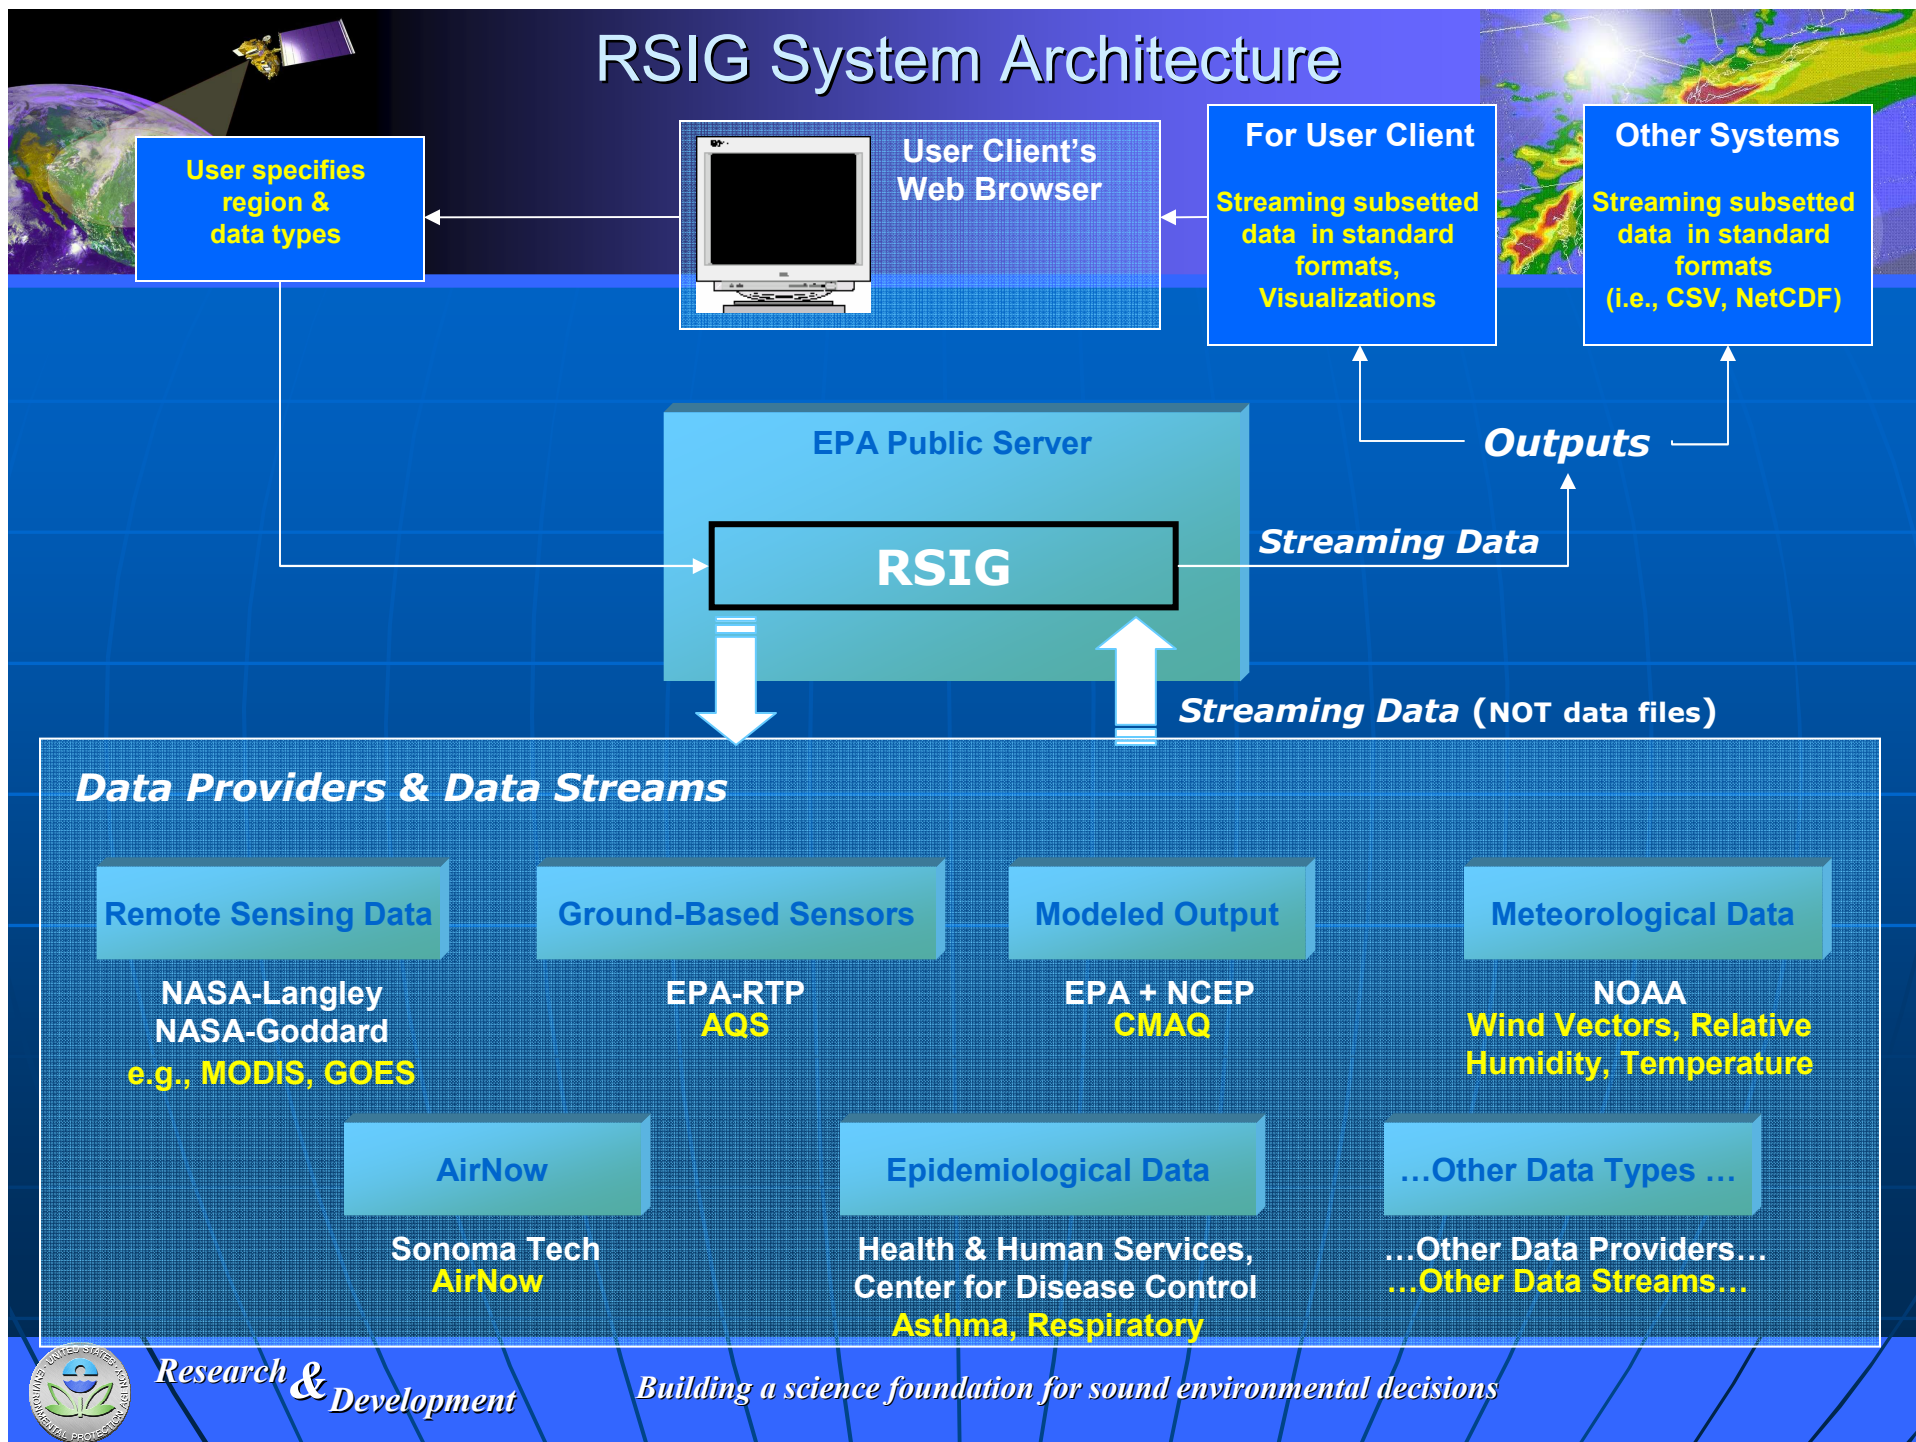 RSIG System Architecture
User specifies
region &
data types
User Client's
Web Browser
For User Client
Streaming subsetted
data in standard
formats,
Visualizations
Other Systems
Streaming subsetted
data in standard
formats
(i.e., CSV, NetCDF)
EPA Public Server
RSIG
Outputs
Streaming Data
Streaming Data (NOT data files)
Data Providers & Data Streams
Remote Sensing Data
NASA-Langley
NASA-Goddard
e.g., MODIS, GOES
Ground-Based Sensors
EPA-RTP
AQS
Modeled Output
EPA + NCEP
CMAQ
Meteorological Data
NOAA
Wind Vectors, Relative
Humidity, Temperature
AirNow
Sonoma Tech
AirNow
Epidemiological Data
Health & Human Services,
Center for Disease Control
Asthma, Respiratory
…Other Data Types …
…Other Data Providers…
…Other Data Streams…
UNITED STATES
ENVIRONMENTAL PROTECTION AGENCY
Research & Development
Building a science foundation for sound environmental decisions